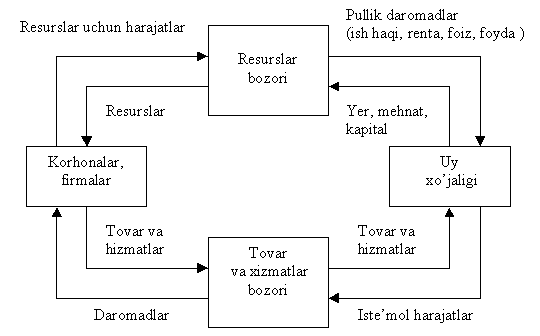 Resurslar uchun harajatlar
Pullik daromadlar
(ish haqi, renta, foiz, foyda )
Resurslar
bozori
Resurslar
Yer, mehnat,
kapital
Korhonalar,
firmalar
Uy
xo’jaligi
Tovar va
hizmatlar
Tovar
va xizmatlar
bozori
Tovar va
hizmatlar
Daromadlar
Iste’mol harajatlar